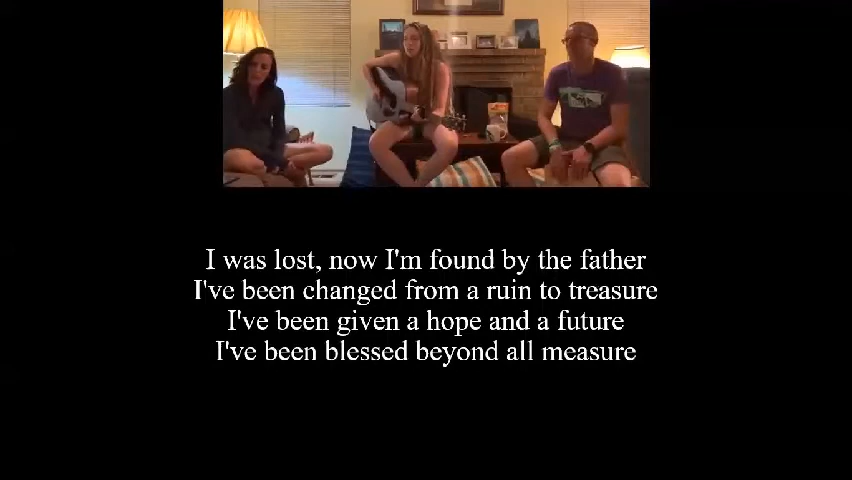 I was lost, now I'm found by the father
I've been changed from a ruin to treasure
I've been given a hope and a future
I've been blessed beyond all measure